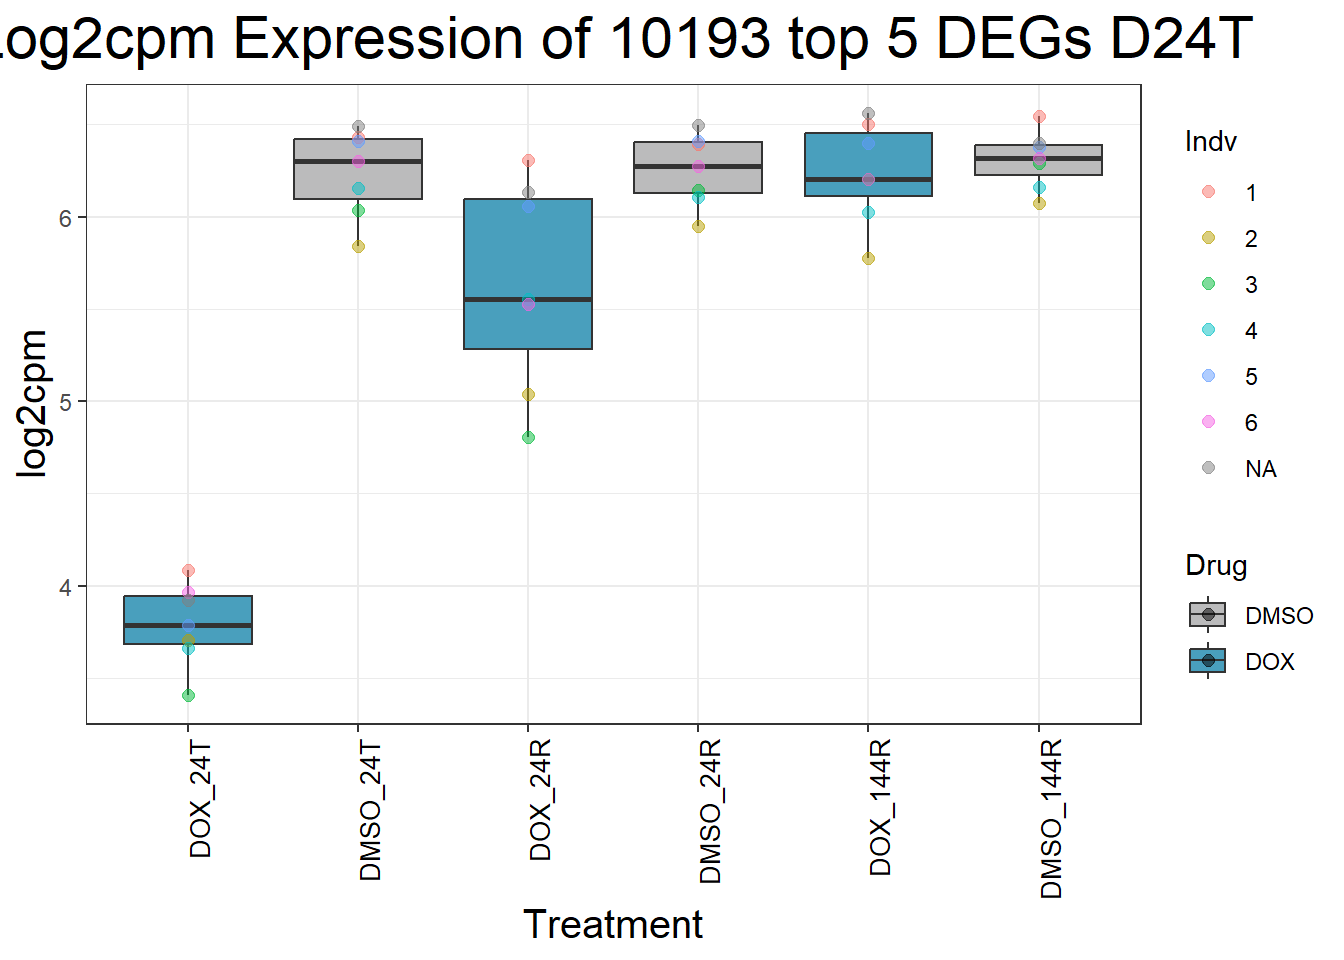 og2cpm Expression of 10193 top 5 DEGs D24T
log2cpm
6
5
4
DOX_24T
DMSO_24T
DOX_24R
DMSO_24R
DOX_144R
DMSO_144R
Treatment
Indv
1
2
3
4
5
6
NA
Drug
DMSO
DOX